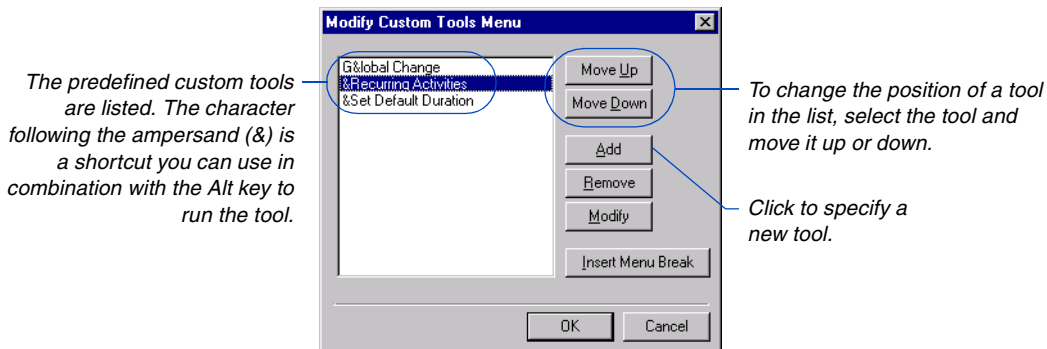 Modify Custom Tools Menu
The predefined custom tools
are listed. The character
following the ampersand (&) is
a shortcut you can use in
combination with the Alt key to
run the tool.
G&lobal Change
&Recurring Activities
&Set Default Duration
Move Up
Move Down
Add
Remove
Modify
Insert Menu Break
OK
Cancel
To change the position of a tool
in the list, select the tool and
move it up or down.
Click to specify a
new tool.